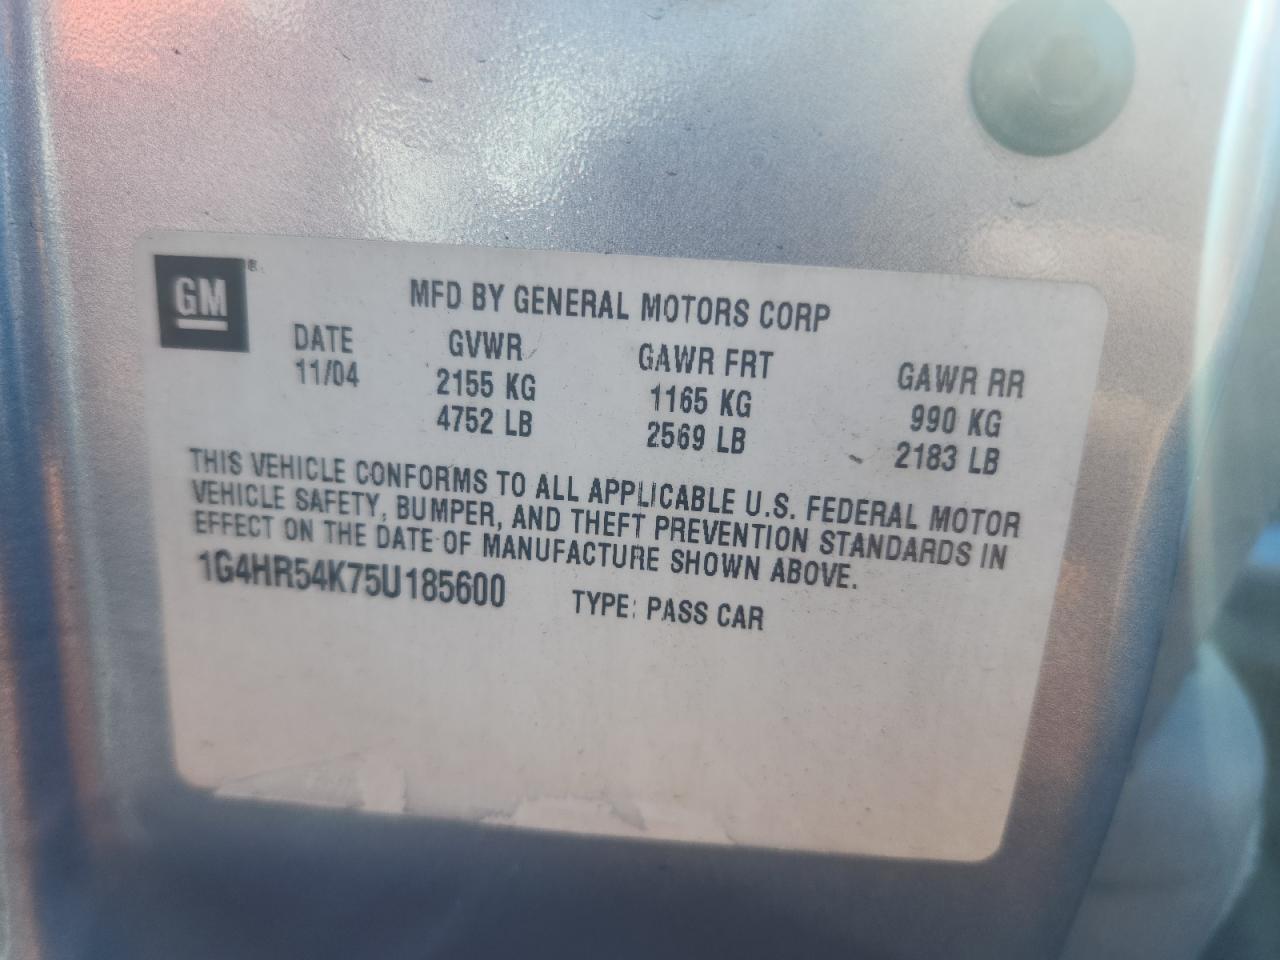 GM®
MFD BY GENERAL MOTORS CORP
DATE GVWR GAWR FRT GAWR RR
11/04 2155 KG 1165 KG 990 KG
4752 LB 2569 LB 2183 LB
THIS VEHICLE CONFORMS TO ALL APPLICABLE U.S. FEDERAL MOTOR
VEHICLE SAFETY, BUMPER, AND THEFT PREVENTION STANDARDS IN
EFFECT ON THE DATE OF MANUFACTURE SHOWN ABOVE.
1G4HR54K75U185600 TYPE: PASS CAR